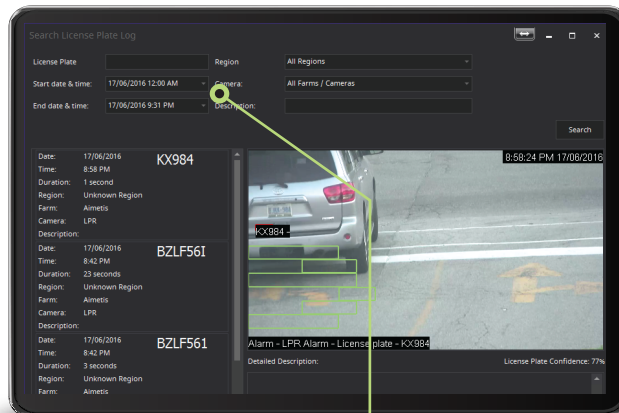 Search License Plate Log
License Plate
Region
All Regions
Start date & time:
17/06/2016 12:00 AM
Camera:
All Farms / Cameras
End date & time:
17/06/2016 9:31 PM
Description:
Search
Date: 17/06/2016
KX984
Time: 8:58 PM
Duration: 1 second
Region: Unknown Region
Farm: Aimetis
Camera: LPR
Description:
Date: 17/06/2016
BZLF56I
Time: 8:42 PM
Duration: 23 seconds
Region: Unknown Region
Farm: Aimetis
Camera: LPR
Description:
Date: 17/06/2016
BZLF561
Time: 8:42 PM
Duration: 3 seconds
Region: Unknown Region
Farm: Aimetis
8:58:24 PM 17/06/2016
KX984 -
Alarm - LPR Alarm - License plate - KX984
Detailed Description:
License Plate Confidence: 77%